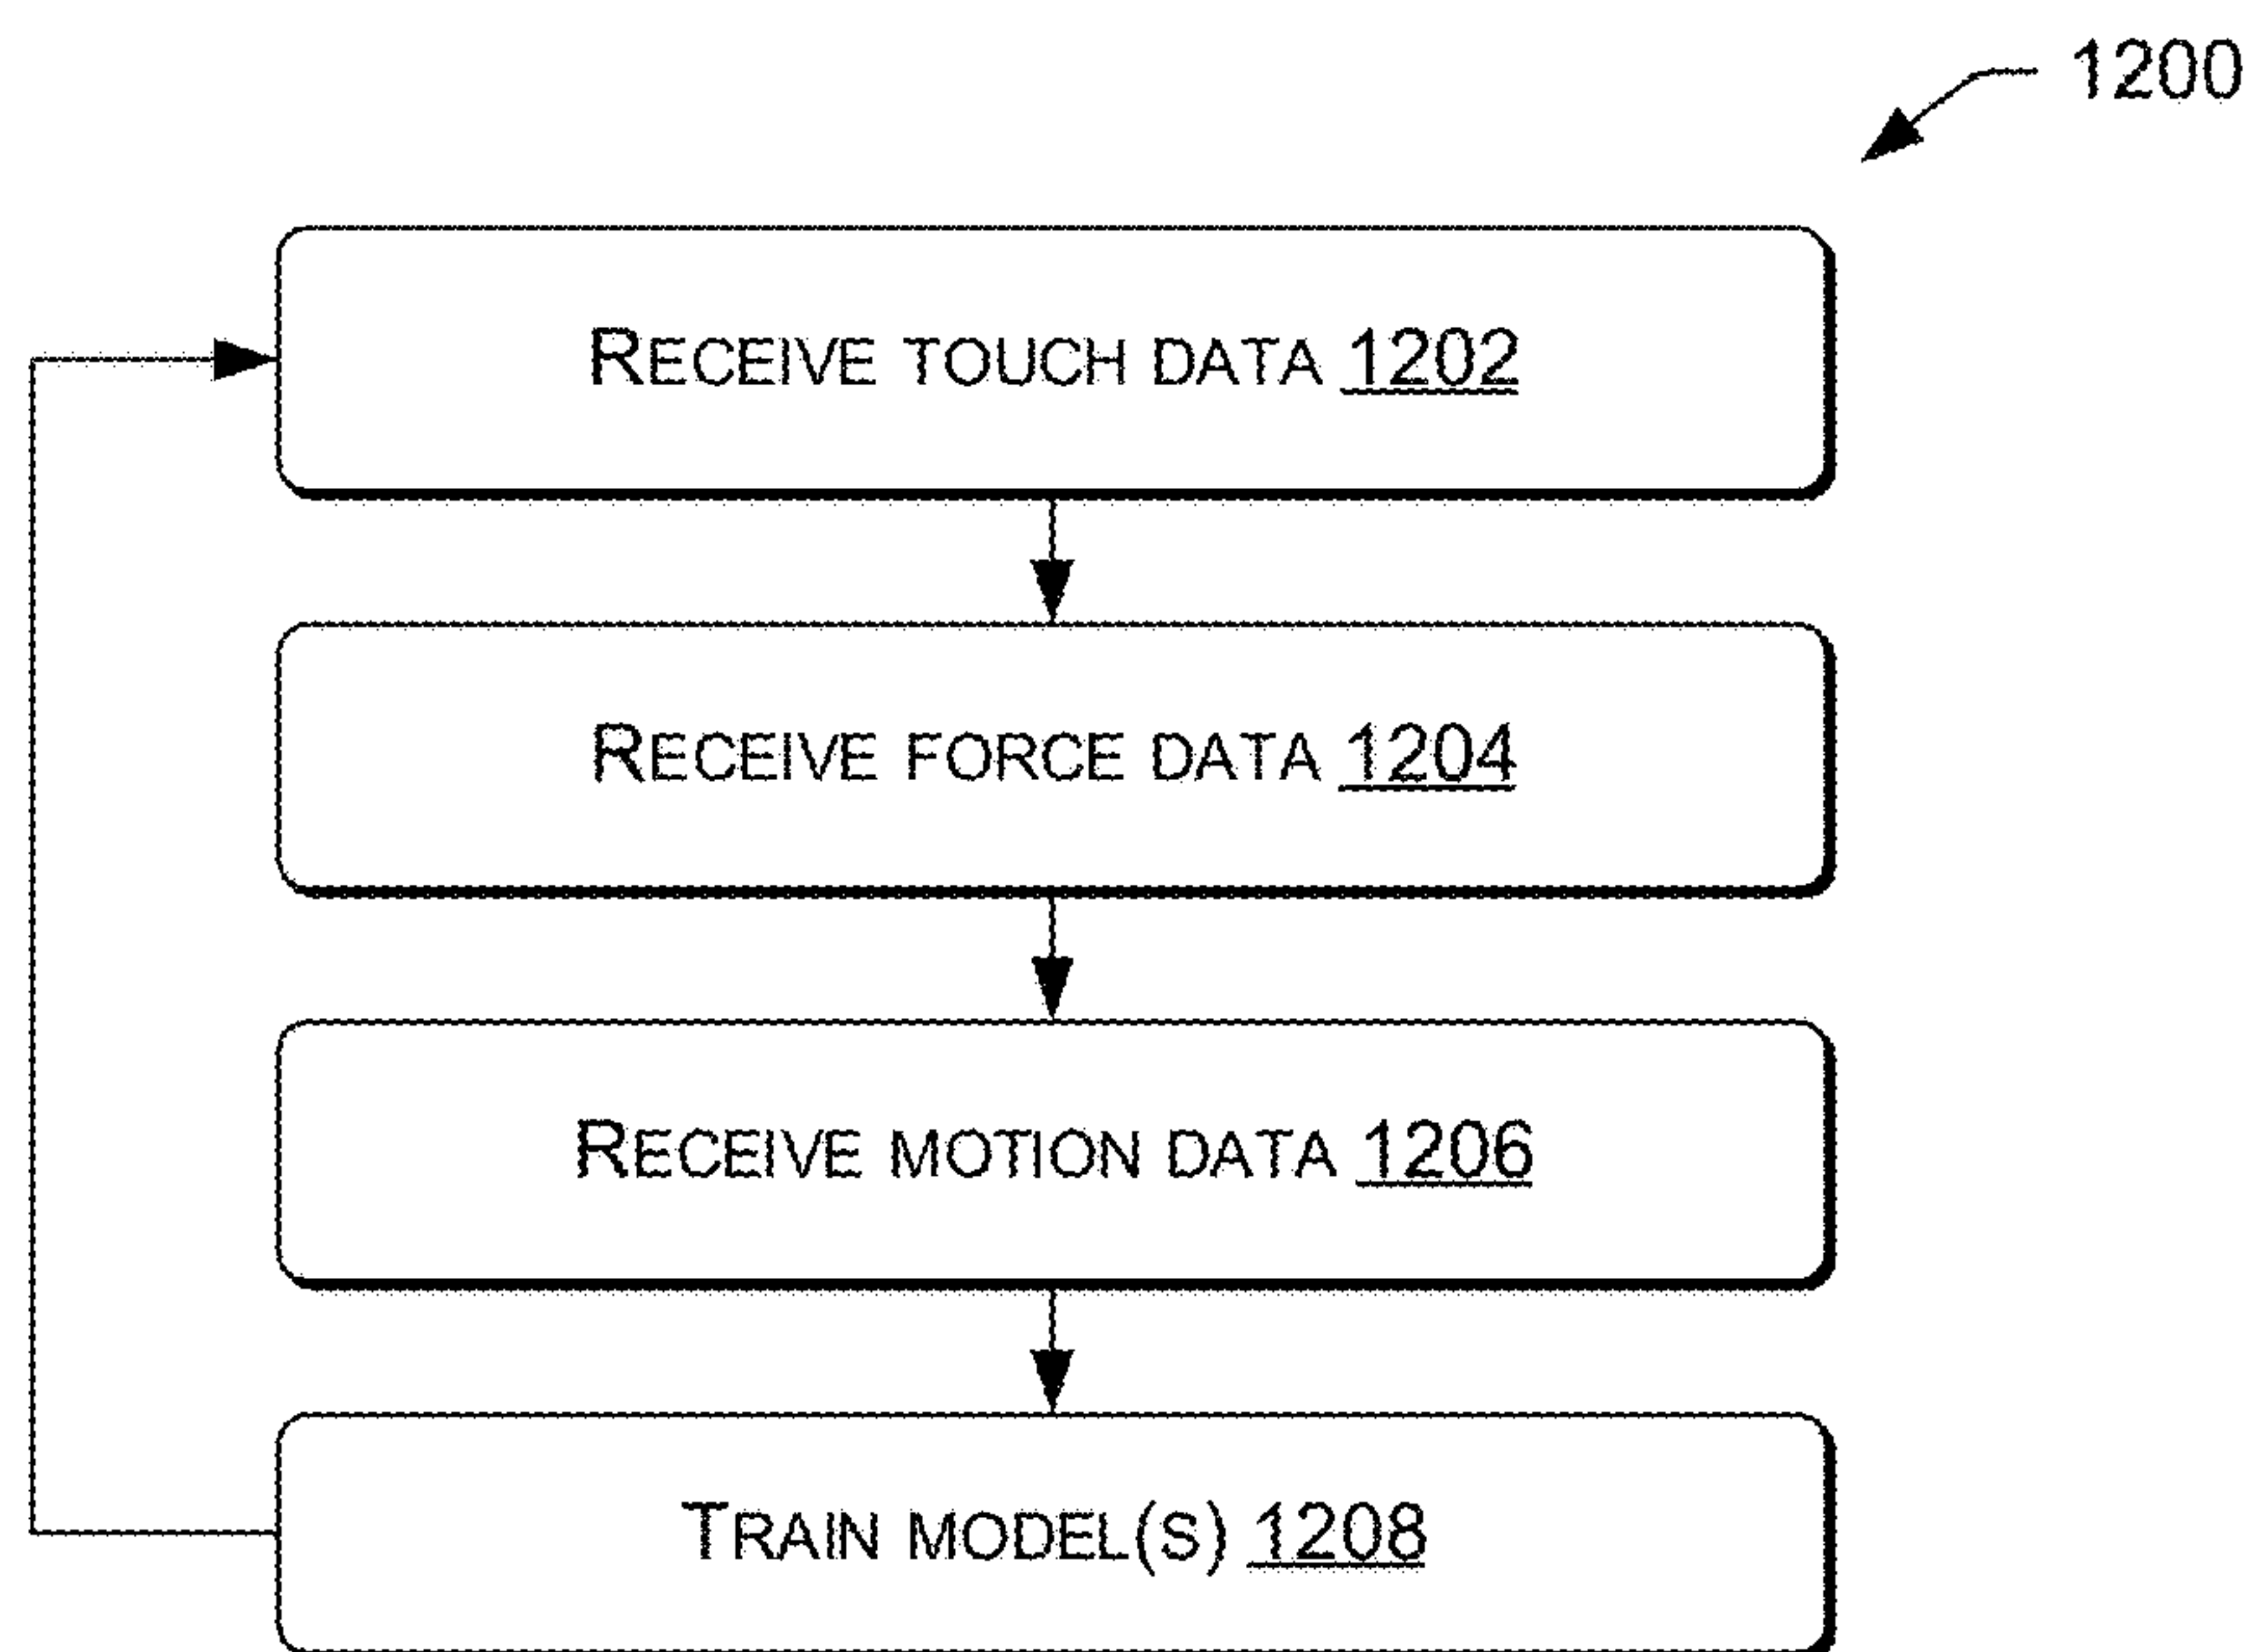 1200
RECEIVE TOUCH DATA 1202
RECEIVE FORCE DATA 1204
RECEIVE MOTION DATA 1206
TRAIN MODEL(S) 1208